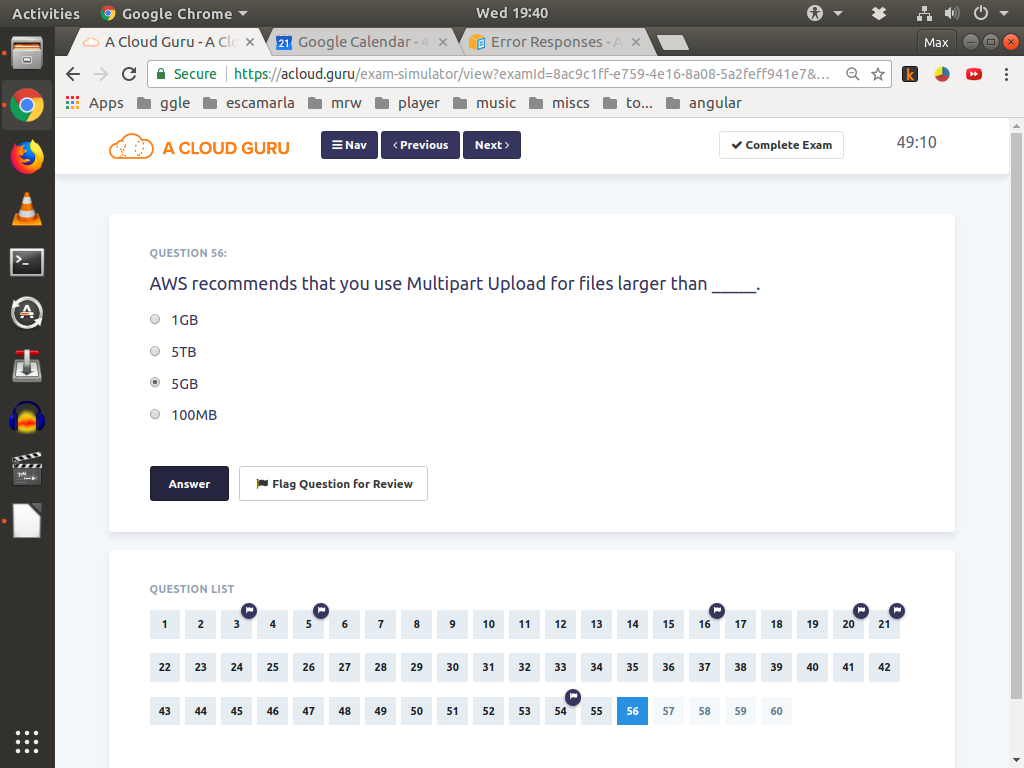 Activities Google Chrome Wed 19:40
A Cloud Guru - A Clo Google Calendar - 4 Error Responses - A Max
Secure https://acloud.guru/exam-simulator/view?examId=8ac9c1ff-e759-4e16-8a08-5a2feff941e7&...
Apps ggle escamarla mrw player music miscs to... angular
A CLOUD GURU Nav Previous Next Complete Exam 49:10
QUESTION 56:
AWS recommends that you use Multipart Upload for files larger than _____.
1GB
5TB
5GB
100MB
Answer Flag Question for Review
QUESTION LIST
1 2 3 4 5 6 7 8 9 10 11 12 13 14 15 16 17 18 19 20 21
22 23 24 25 26 27 28 29 30 31 32 33 34 35 36 37 38 39 40 41 42
43 44 45 46 47 48 49 50 51 52 53 54 55 56 57 58 59 60